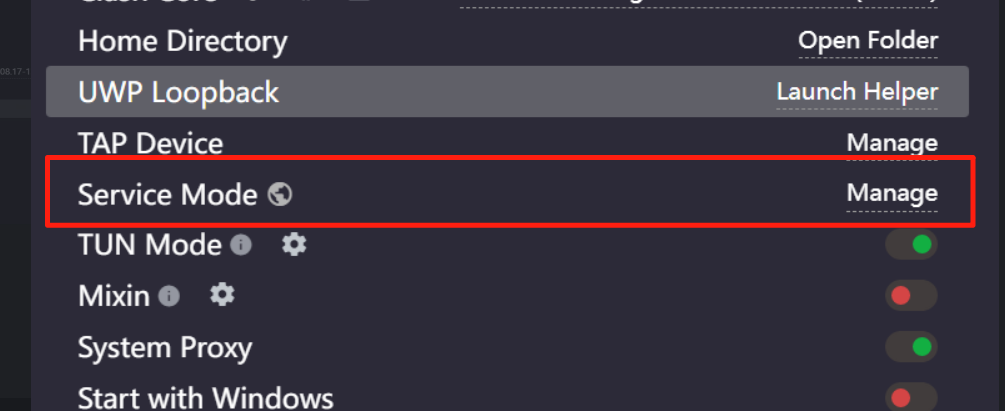 Home Directory Open Folder
UWP Loopback Launch Helper
TAP Device Manage
Service Mode Manage
TUN Mode
Mixin
System Proxy
Start with Windows